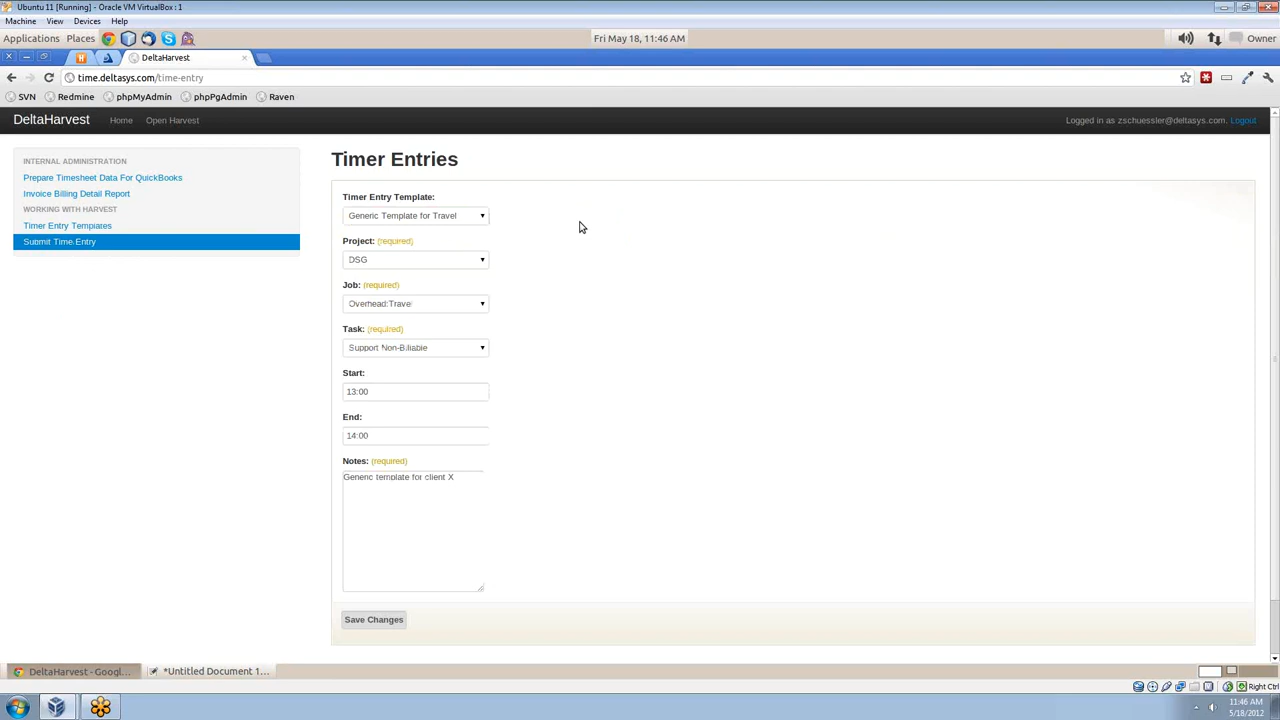 Ubuntu 11 [Running] - Oracle VM VirtualBox : 1
Machine View Devices Help
Applications Places Fri May 18, 11:46 AM Owner
DeltaHarvest
time.deltasys.com/time-entry
SVN Redmine phpMyAdmin phpPgAdmin Raven
DeltaHarvest Home Open Harvest Logged in as zschuessler@deltasys.com. Logout
INTERNAL ADMINISTRATION
Prepare Timesheet Data For QuickBooks
Invoice Billing Detail Report
WORKING WITH HARVEST
Timer Entry Templates
Submit Time Entry
Timer Entries
Timer Entry Template:
Generic Template for Travel
Project: (required)
DSG
Job: (required)
Overhead:Travel
Task: (required)
Support Non-Billable
Start:
13:00
End:
14:00
Notes: (required)
Generic template for client X
Save Changes
DeltaHarvest - Googl... *Untitled Document 1...
Right Ctrl
11:46 AM
5/18/2012